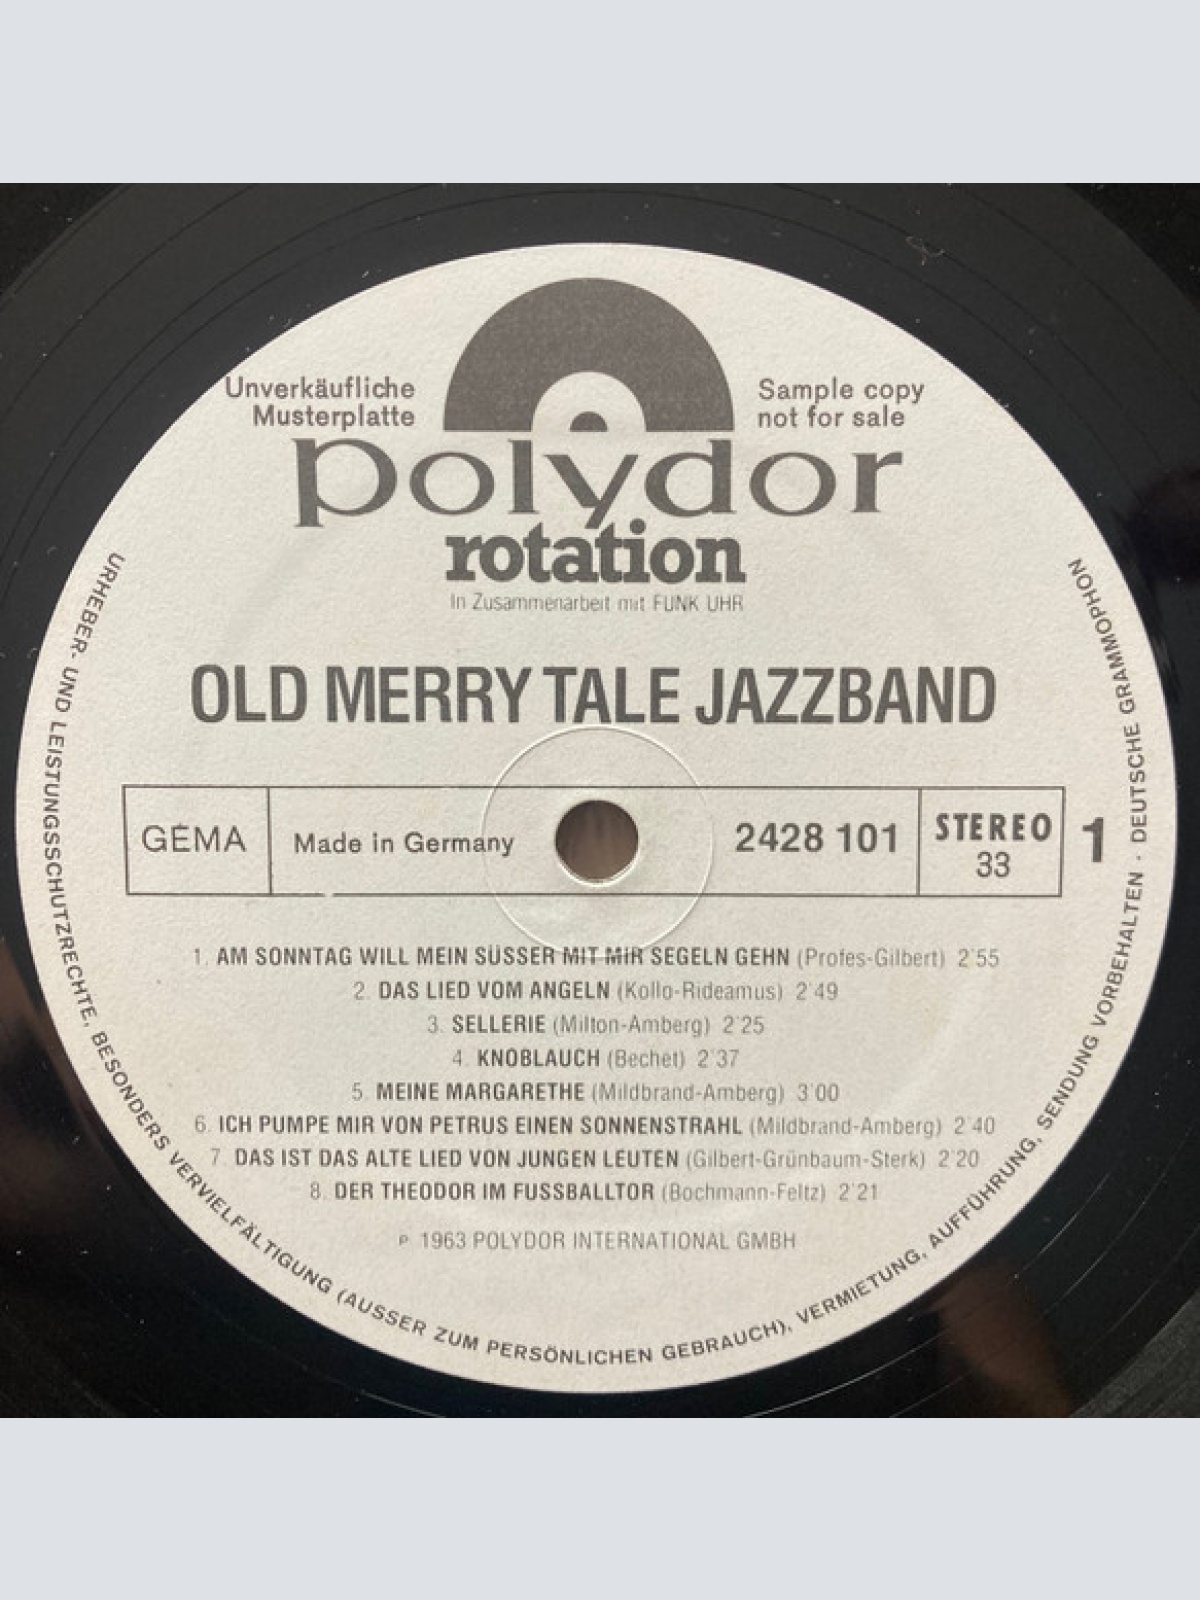 Unverkäufliche
Musterplatte
Sample copy
not for sale
polydor
rotation
In Zusammenarbeit mit FUNK UHR
OLD MERRY TALE JAZZBAND
GEMA
Made in Germany
2428 101
STEREO
33
1
1. AM SONNTAG WILL MEIN SÜSSER MIT MIR SEGELN GEHN (Profes-Gilbert) 2'55
2. DAS LIED VOM ANGELN (Kollo-Rideamus) 2'49
3. SELLERIE (Milton-Amberg) 2'25
4. KNOBLAUCH (Bechet) 2'37
5. MEINE MARGARETHE (Mildbrand-Amberg) 3'00
6. ICH PUMPE MIR VON PETRUS EINEN SONNENSTRAHL (Mildbrand-Amberg) 2'40
7. DAS IST DAS ALTE LIED VON JUNGEN LEUTEN (Gilbert-Grünbaum-Sterk) 2'20
8. DER THEODOR IM FUSSBALLTOR (Bochmann-Feltz) 2'21
℗ 1963 POLYDOR INTERNATIONAL GMBH
URHEBER- UND LEISTUNGSSCHUTZRECHTE, BESONDERS VERVIELFÄLTIGUNG (AUSSER ZUM PERSÖNLICHEN GEBRAUCH), VERMIETUNG, AUFFÜHRUNG, SENDUNG VORBEHALTEN · DEUTSCHE GRAMMOPHON